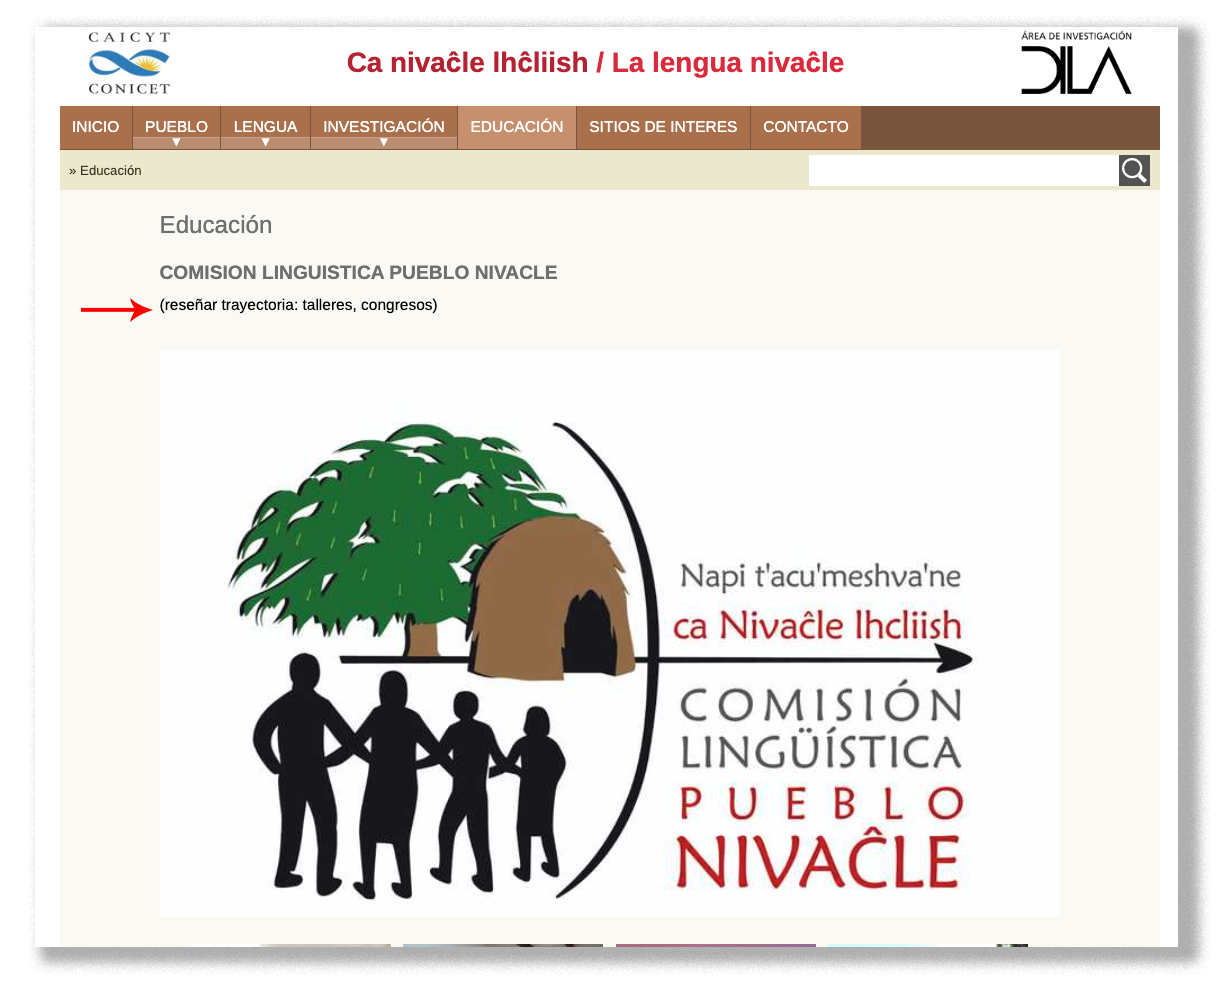 CAICYT
CONICET
Ca nivaĉle lhĉliish / La lengua nivaĉle
ÁREA DE INVESTIGACIÓN
DILA
INICIO PUEBLO LENGUA INVESTIGACIÓN EDUCACIÓN SITIOS DE INTERES CONTACTO
» Educación
Educación
COMISION LINGUISTICA PUEBLO NIVACLE
(reseñar trayectoria: talleres, congresos)
Napi t'acu'meshva'ne
ca Nivaĉle lhcliish
COMISIÓN
LINGÜÍSTICA
PUEBLO
NIVAĈLE